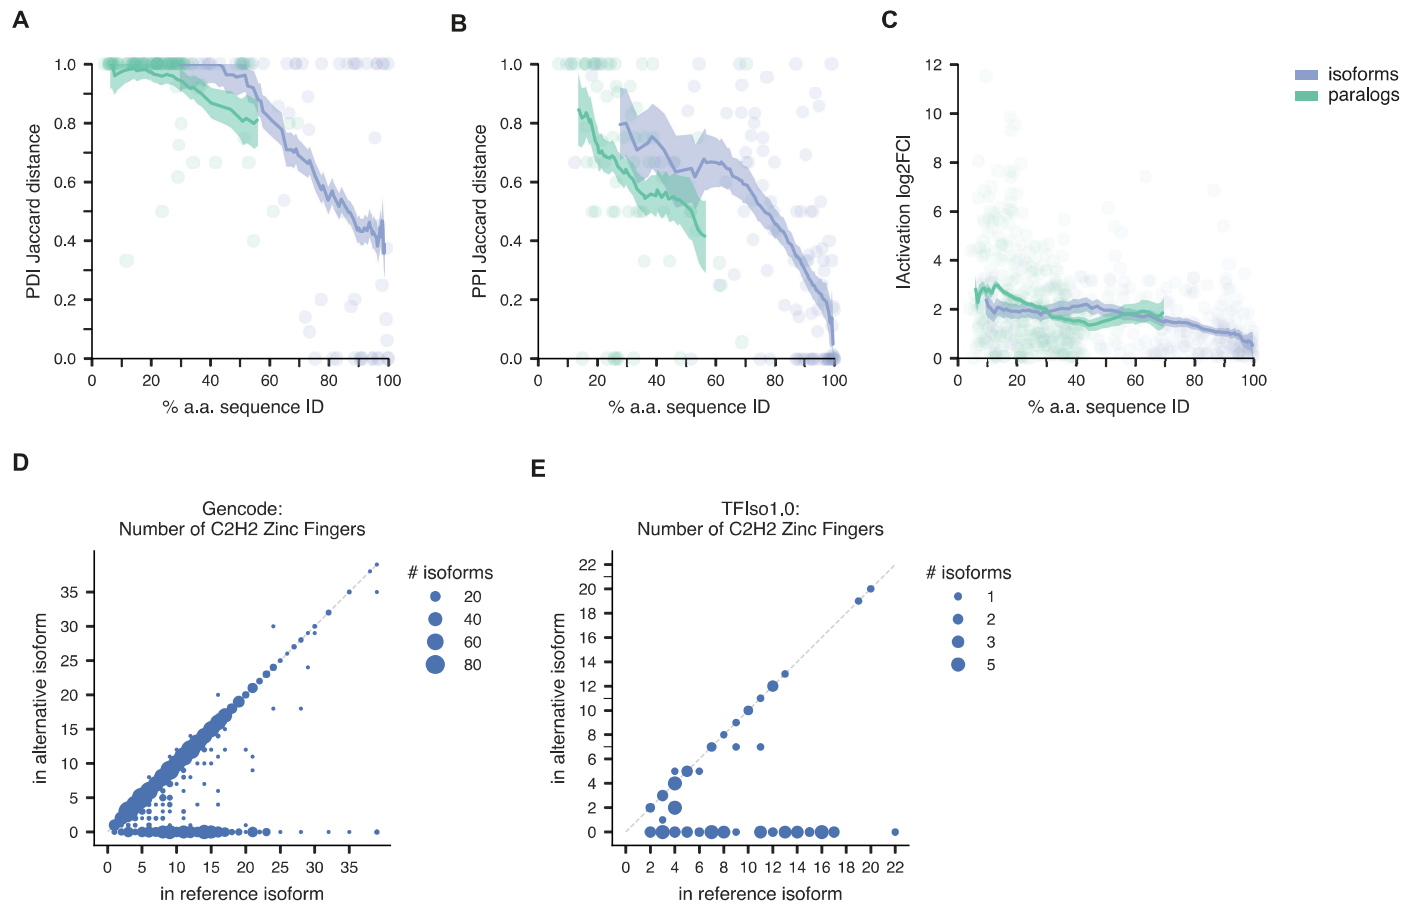 A
B
C
1.0
0.8
0.6
0.4
0.2
0.0
PDI Jaccard distance
0 20 40 60 80 100
% a.a. sequence ID
1.0
0.8
0.6
0.4
0.2
0.0
PPI Jaccard distance
0 20 40 60 80 100
% a.a. sequence ID
12
10
8
6
4
2
0
|Activation log2FC|
0 20 40 60 80 100
% a.a. sequence ID
isoforms
paralogs
D
Gencode:
Number of C2H2 Zinc Fingers
35
30
25
20
15
10
5
0
in alternative isoform
0 5 10 15 20 25 30 35
in reference isoform
# isoforms
20
40
60
80
E
TFIso1.0:
Number of C2H2 Zinc Fingers
22
20
18
16
14
12
10
8
6
4
2
0
in alternative isoform
0 2 4 6 8 10 12 14 16 18 20 22
in reference isoform
# isoforms
1
2
3
5